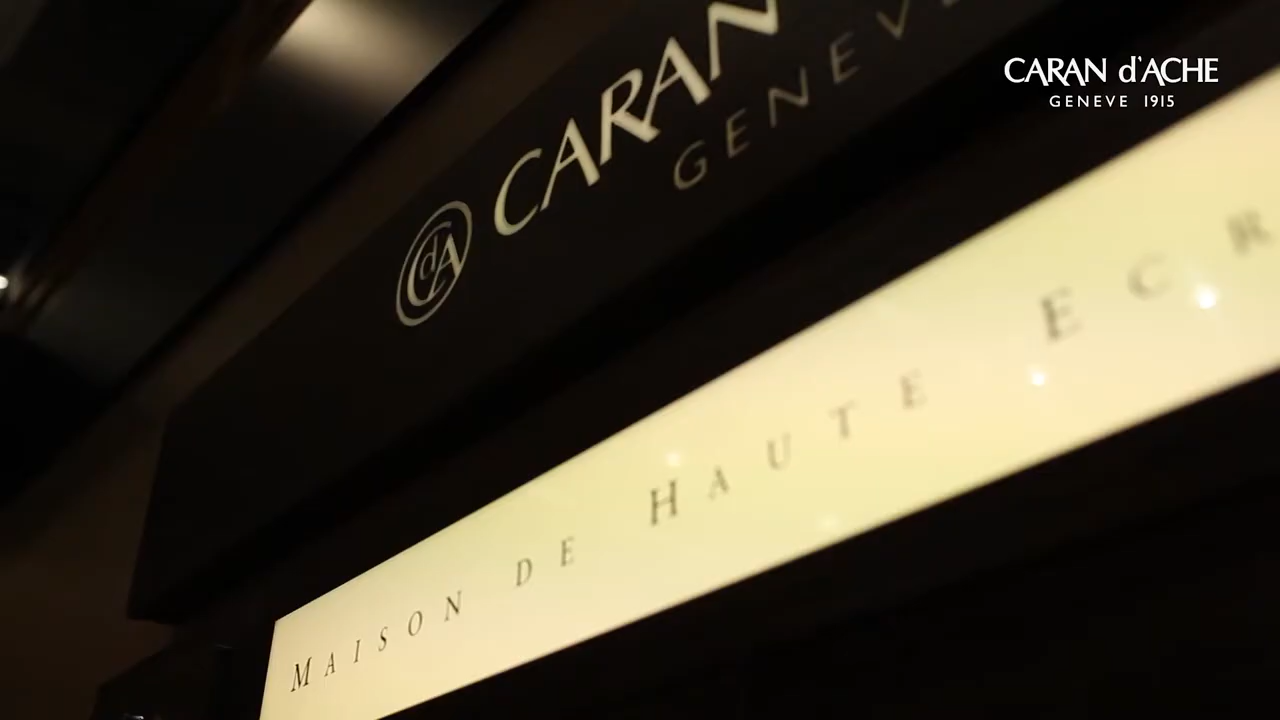 CARAN d'ACHE
GENEVE 1915
CdA CARAN
GENEV
MAISON DE HAUTE ECR